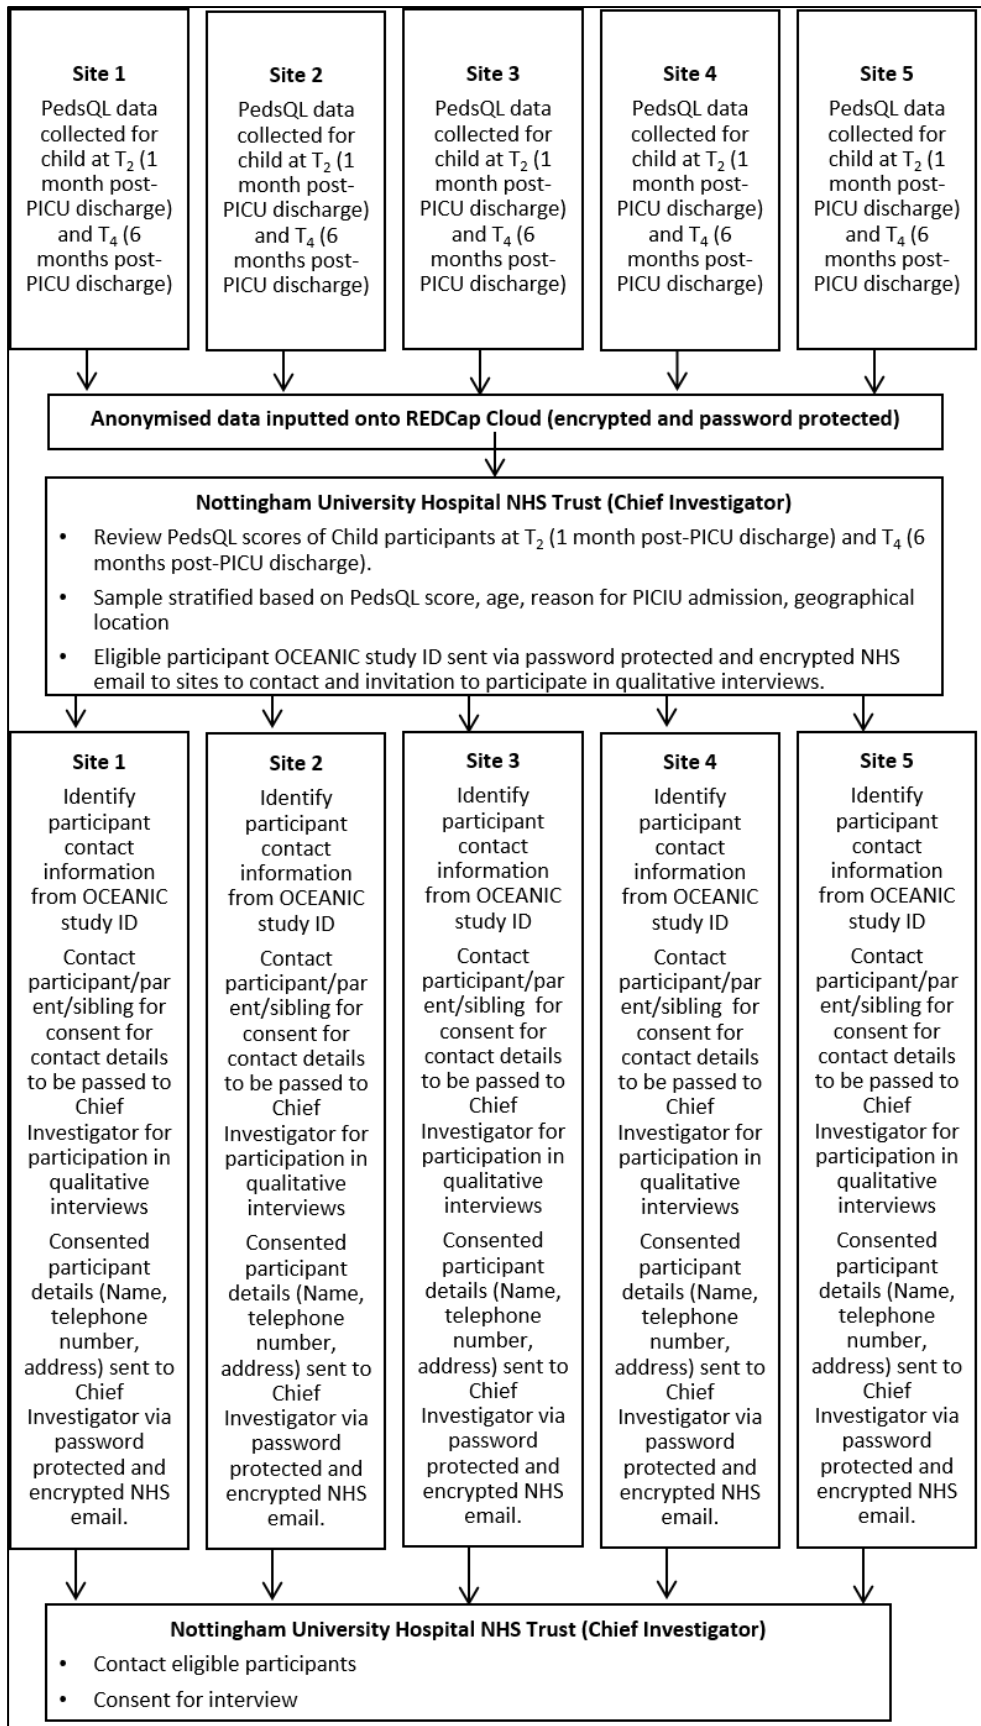 Site 1
PedsQL data
collected for
child at T2 (1
month post-
PICU discharge)
and T4 (6
months post-
PICU discharge)
Site 2
PedsQL data
collected for
child at T2 (1
month post-
PICU discharge)
and T4 (6
months post-
PICU discharge)
Site 3
PedsQL data
collected for
child at T2 (1
month post-
PICU discharge)
and T4 (6
months post-
PICU discharge)
Site 4
PedsQL data
collected for
child at T2 (1
month post-
PICU discharge)
and T4 (6
months post-
PICU discharge)
Site 5
PedsQL data
collected for
child at T2 (1
month post-
PICU discharge)
and T4 (6
months post-
PICU discharge)
Anonymised data inputted onto REDCap Cloud (encrypted and password protected)
Nottingham University Hospital NHS Trust (Chief Investigator)
• Review PedsQL scores of Child participants at T2 (1 month post-PICU discharge) and T4 (6
months post-PICU discharge).
• Sample stratified based on PedsQL score, age, reason for PICIU admission, geographical
location
• Eligible participant OCEANIC study ID sent via password protected and encrypted NHS
email to sites to contact and invitation to participate in qualitative interviews.
Site 1
Identify
participant
contact
information
from OCEANIC
study ID
Contact
participant/par
ent/sibling for
consent for
contact details
to be passed to
Chief
Investigator for
participation in
qualitative
interviews
Consented
participant
details (Name,
telephone
number,
address) sent to
Chief
Investigator via
password
protected and
encrypted NHS
email.
Site 2
Identify
participant
contact
information
from OCEANIC
study ID
Contact
participant/par
ent/sibling for
consent for
contact details
to be passed to
Chief
Investigator for
participation in
qualitative
interviews
Consented
participant
details (Name,
telephone
number,
address) sent to
Chief
Investigator via
password
protected and
encrypted NHS
email.
Site 3
Identify
participant
contact
information
from OCEANIC
study ID
Contact
participant/par
ent/sibling for
consent for
contact details
to be passed to
Chief
Investigator for
participation in
qualitative
interviews
Consented
participant
details (Name,
telephone
number,
address) sent to
Chief
Investigator via
password
protected and
encrypted NHS
email.
Site 4
Identify
participant
contact
information
from OCEANIC
study ID
Contact
participant/par
ent/sibling for
consent for
contact details
to be passed to
Chief
Investigator for
participation in
qualitative
interviews
Consented
participant
details (Name,
telephone
number,
address) sent to
Chief
Investigator via
password
protected and
encrypted NHS
email.
Site 5
Identify
participant
contact
information
from OCEANIC
study ID
Contact
participant/par
ent/sibling for
consent for
contact details
to be passed to
Chief
Investigator for
participation in
qualitative
interviews
Consented
participant
details (Name,
telephone
number,
address) sent to
Chief
Investigator via
password
protected and
encrypted NHS
email.
Nottingham University Hospital NHS Trust (Chief Investigator)
• Contact eligible participants
• Consent for interview